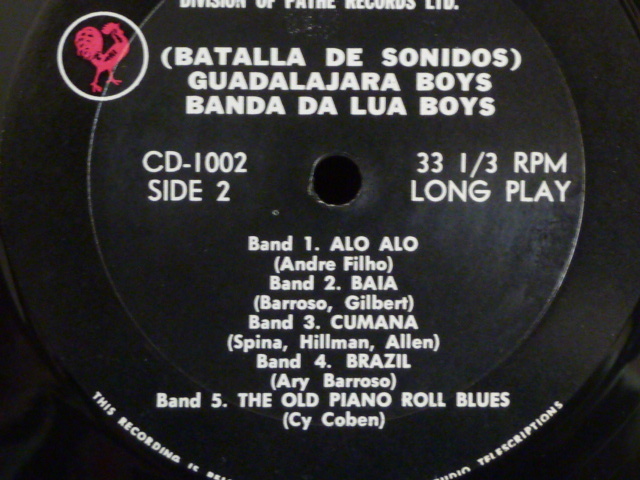 DIVISION OF PATHE RECORDS LTD.
(BATALLA DE SONIDOS)
GUADALAJARA BOYS
BANDA DA LUA BOYS
CD-1002
SIDE 2
33 1/3 RPM
LONG PLAY
Band 1. ALO ALO
(Andre Filho)
Band 2. BAIA
(Barroso, Gilbert)
Band 3. CUMANA
(Spina, Hillman, Allen)
Band 4. BRAZIL
(Ary Barroso)
Band 5. THE OLD PIANO ROLL BLUES
(Cy Coben)
THIS RECORDING IS
TELESCRIPTIONS